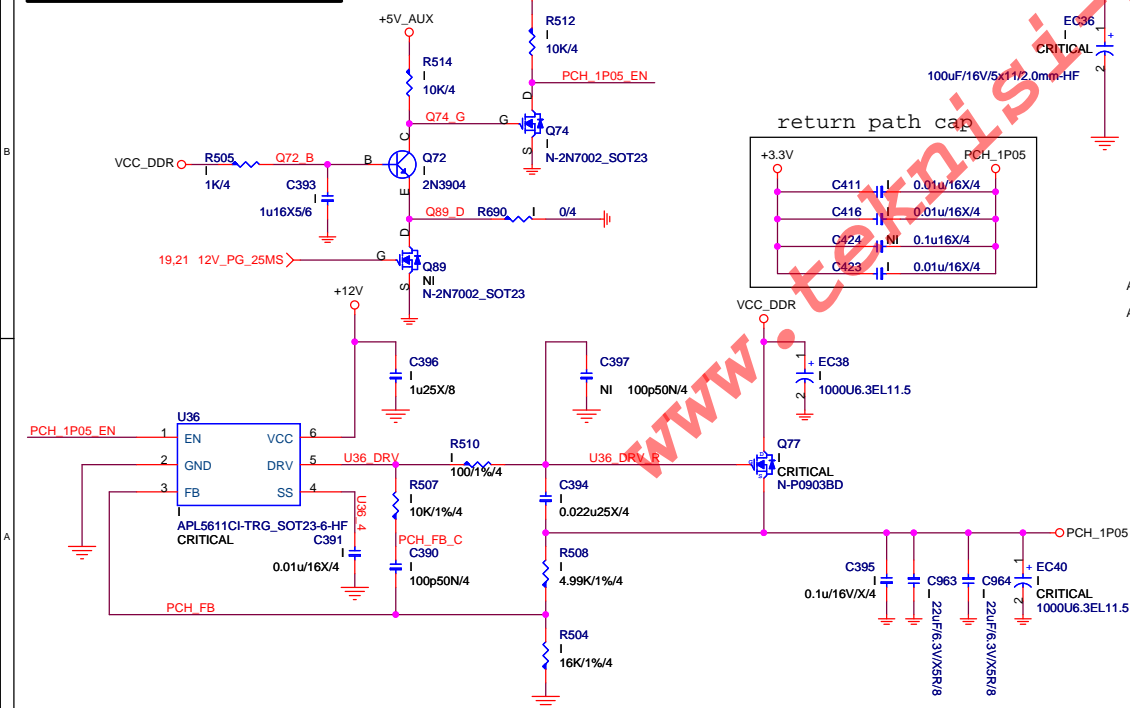 +5V_AUX
R512
I
10K/4
PCH_1P05_EN
R514
I
10K/4
Q74_G
G
D
S
Q74
I
N-2N7002_SOT23
C
VCC_DDR
R505
I
1K/4
Q72_B
B
Q72
I
2N3904
E
C393
I
1u16X5/6
Q89_D
R690
I
0/4
D
19,21 12V_PG_25MS
G
S
Q89
NI
N-2N7002_SOT23
EC36
I
CRITICAL
1
+
2
100uF/16V/5x11/2.0mm-HF
return path cap
+3.3V
PCH_1P05
C411
I
0.01u/16X/4
C416
I
0.01u/16X/4
C424
NI
0.1u16X/4
C423
I
0.01u/16X/4
+12V
C396
I
1u25X/8
C397
I
NI
100p50N/4
VCC_DDR
1
+
2
EC38
I
1000U6.3EL11.5
U36
PCH_1P05_EN
1
EN
VCC
6
2
GND
DRV
5
3
FB
SS
4
I
APL5611CI-TRG_SOT23-6-HF
CRITICAL
U36_DRV
R510
I
100/1%/4
U36_DRV_R
Q77
I
CRITICAL
N-P0903BD
G
D
S
R507
I
10K/1%/4
U36_4
C391
I
0.01u/16X/4
PCH_FB_C
C390
I
100p50N/4
C394
I
0.022u25X/4
R508
I
4.99K/1%/4
PCH_FB
R504
I
16K/1%/4
PCH_1P05
C395
I
0.1u/16V/X/4
C963
I
22uF/6.3V/X5R/8
C964
I
22uF/6.3V/X5R/8
1
+
2
EC40
I
CRITICAL
1000U6.3EL11.5
B
A
www.teknisi-